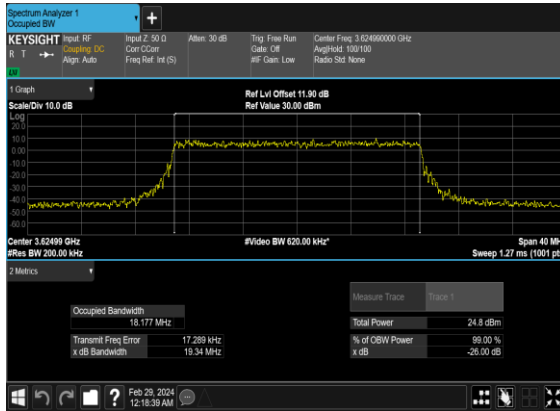 Spectrum Analyzer 1
Occupied BW
KEYSIGHT
R T
Input: RF
Coupling: DC
Align: Auto
Input Z: 50 Ω
Corr CCorr
Freq Ref: Int (S)
Atten: 30 dB
Trig: Free Run
Gate: Off
#IF Gain: Low
Center Freq: 3.624990000 GHz
Avg|Hold: 100/100
Radio Std: None
1 Graph
Scale/Div 10.0 dB
Ref Lvl Offset 11.90 dB
Ref Value 30.00 dBm
Log
20.0
10.0
0.00
-10.0
-20.0
-30.0
-40.0
-50.0
-60.0
Center 3.62499 GHz
#Res BW 200.00 kHz
#Video BW 620.00 kHz*
Span 40 MH
Sweep 1.27 ms (1001 pt
2 Metrics
Measure Trace Trace 1
Occupied Bandwidth
18.177 MHz
Total Power 24.8 dBm
Transmit Freq Error 17.289 kHz
% of OBW Power 99.00 %
x dB Bandwidth 19.34 MHz
x dB -26.00 dB
Feb 29, 2024
12:18:39 AM